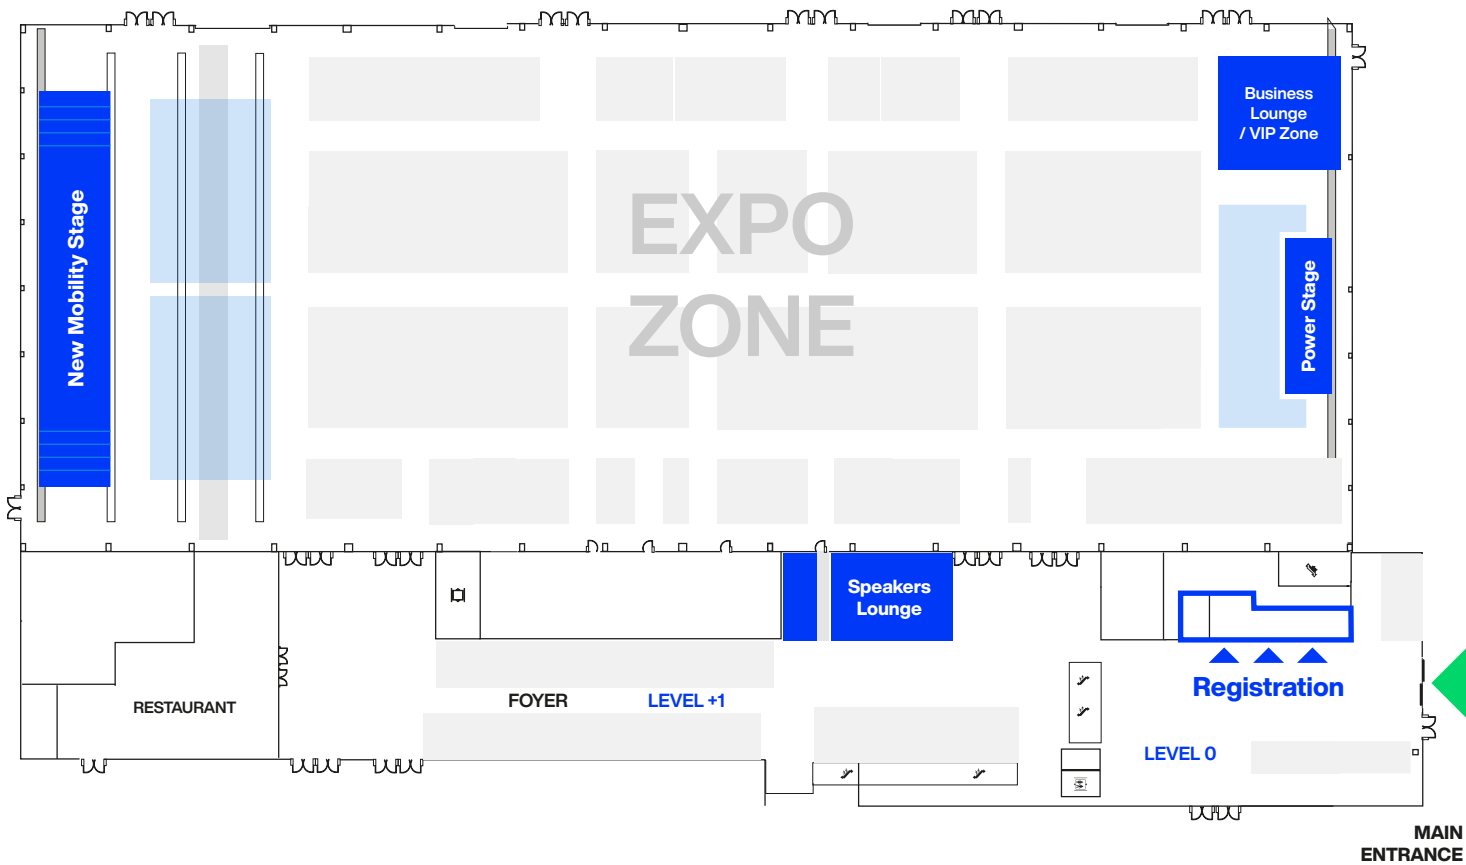 Business
Lounge
/ VIP Zone
New Mobility Stage
EXPO
ZONE
Power Stage
Speakers
Lounge
RESTAURANT
FOYER
LEVEL +1
Registration
LEVEL 0
MAIN
ENTRANCE